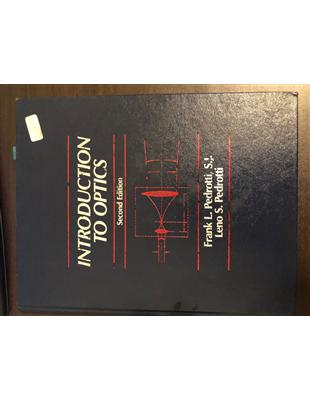 INTRODUCTION
TO OPTICS
Second Edition
Frank L. Pedrotti, S.J.
Leno S. Pedrotti